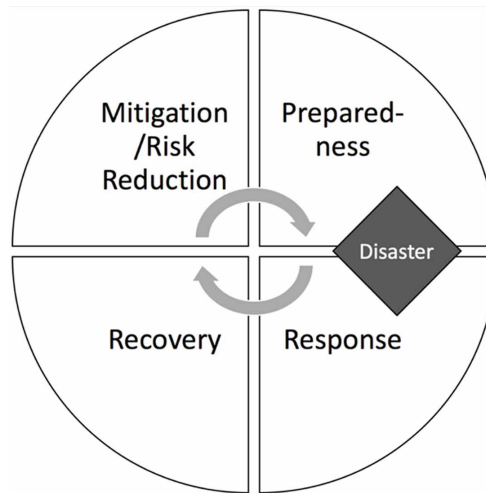 Mitigation
/Risk
Reduction
Prepared-
ness
Disaster
Recovery
Response